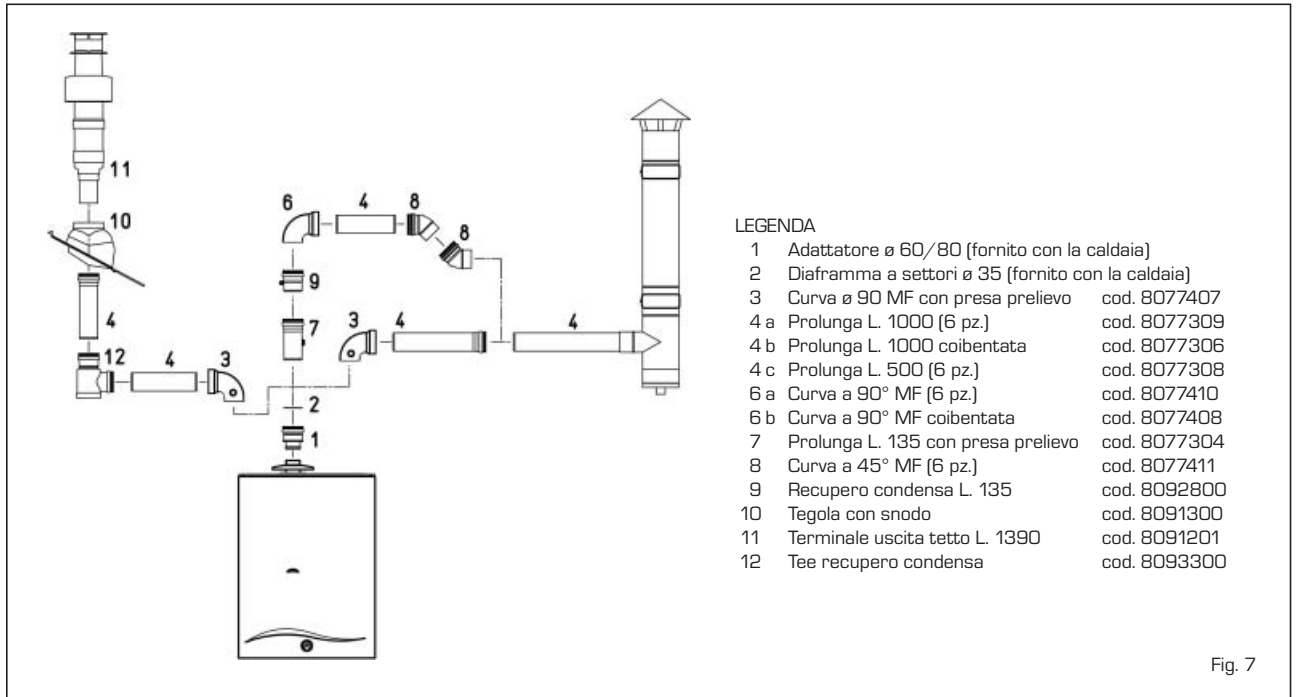 11
10
4
12
4
3
6
4
8
8
9
7
3
4
4
2
1
LEGENDA
1 Adattatore ø 60/80 (fornito con la caldaia)
2 Diaframma a settori ø 35 (fornito con la caldaia)
3 Curva ø 90 MF con presa prelievo cod. 8077407
4 a Prolunga L. 1000 (6 pz.) cod. 8077309
4 b Prolunga L. 1000 coibentata cod. 8077306
4 c Prolunga L. 500 (6 pz.) cod. 8077308
6 a Curva a 90° MF (6 pz.) cod. 8077410
6 b Curva a 90° MF coibentata cod. 8077408
7 Prolunga L. 135 con presa prelievo cod. 8077304
8 Curva a 45° MF (6 pz.) cod. 8077411
9 Recupero condensa L. 135 cod. 8092800
10 Tegola con snodo cod. 8091300
11 Terminale uscita tetto L. 1390 cod. 8091201
12 Tee recupero condensa cod. 8093300
Fig. 7